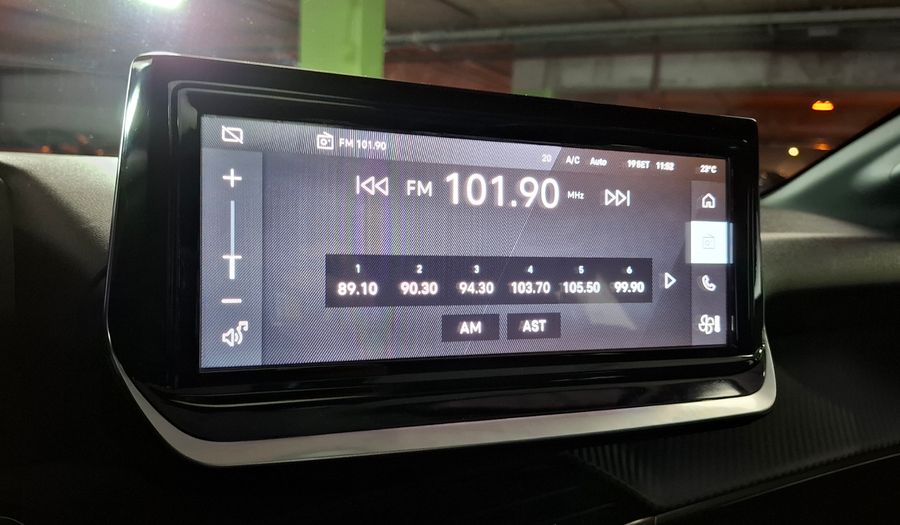 FM 101.90
20 A/C Auto 19SET 11:52 23°C
FM 101.90 MHz
1 2 3 4 5 6
89.10 90.30 94.30 103.70 105.50 99.90
AM AST